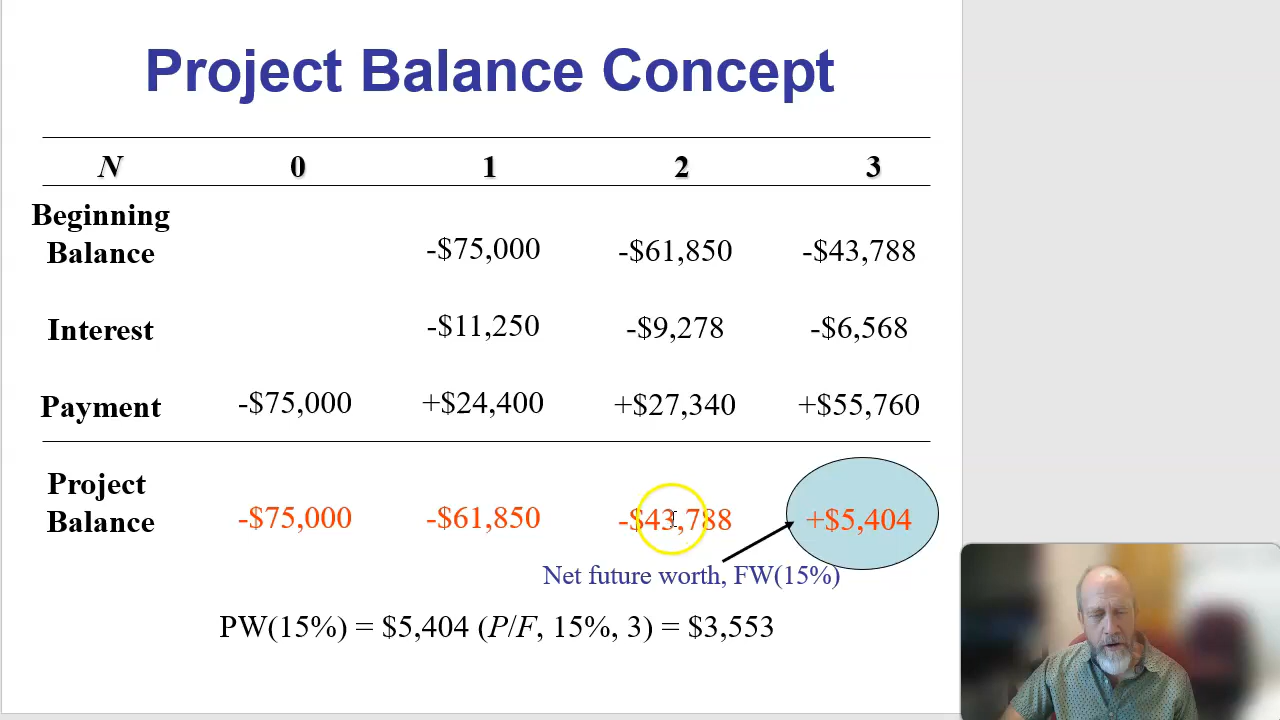 Project Balance Concept
N 0 1 2 3
Beginning
Balance -$75,000 -$61,850 -$43,788
Interest -$11,250 -$9,278 -$6,568
Payment -$75,000 +$24,400 +$27,340 +$55,760
Project
Balance -$75,000 -$61,850 -$43,788 +$5,404
Net future worth, FW(15%)
PW(15%) = $5,404 (P/F, 15%, 3) = $3,553